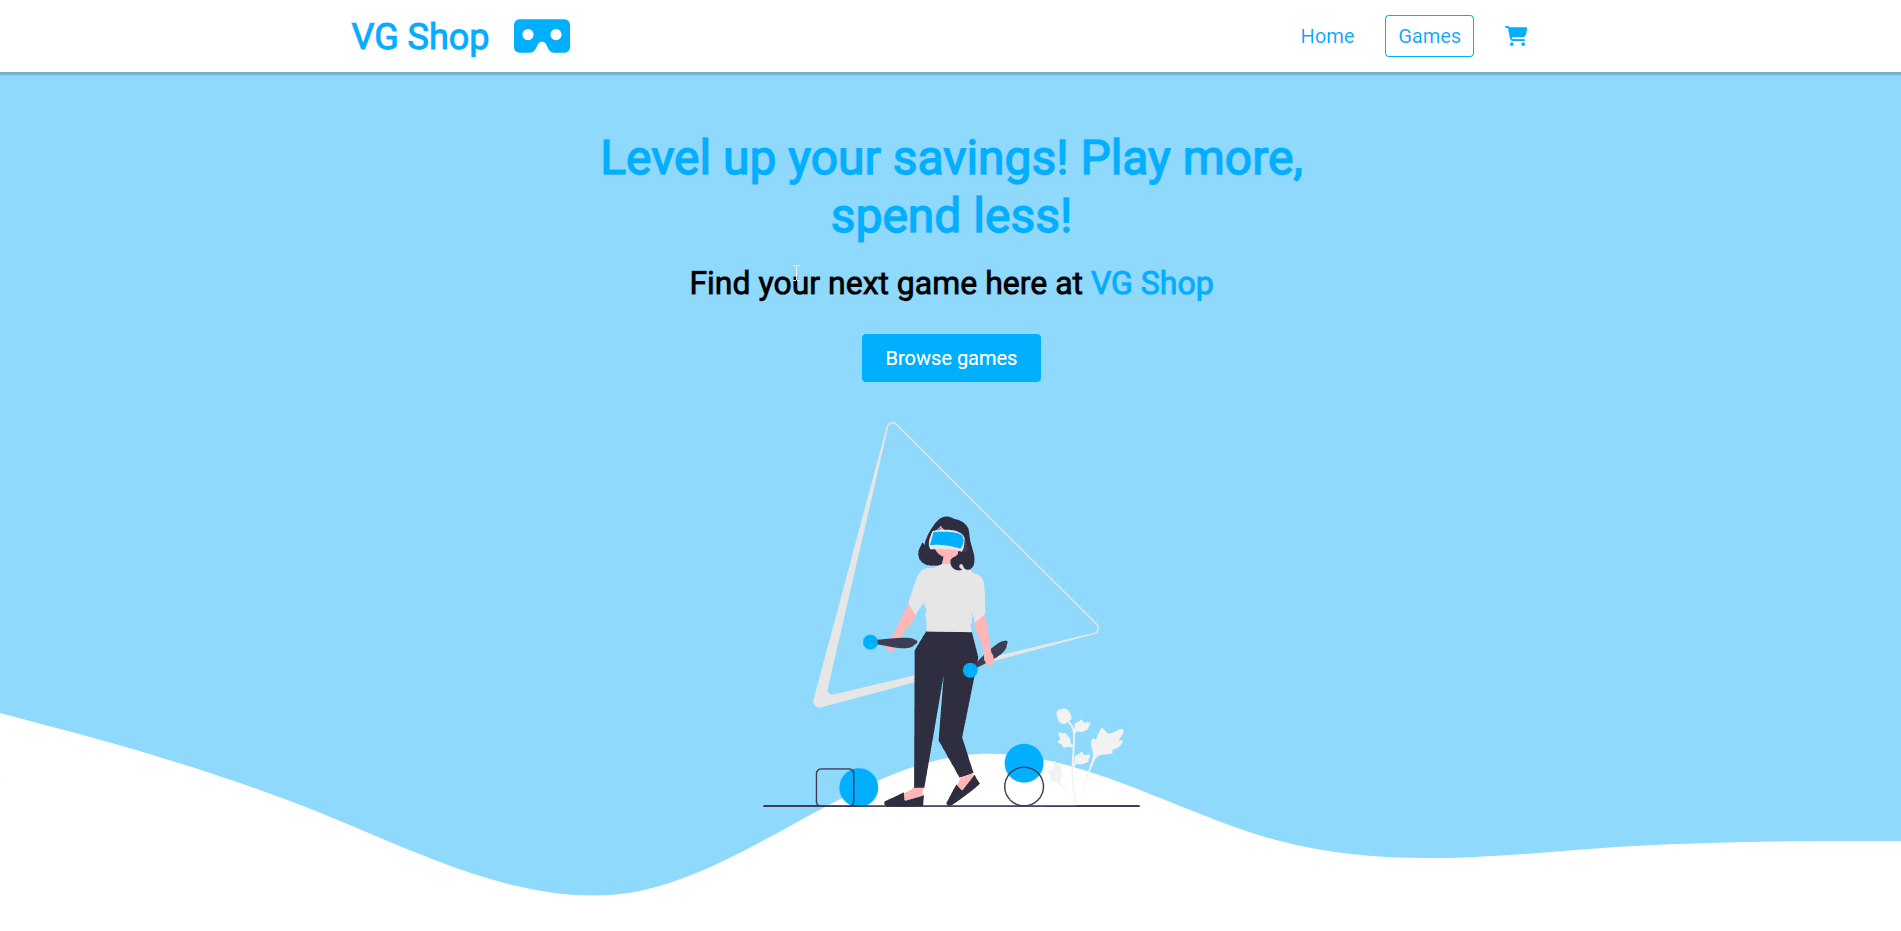 VG Shop
Home
Games
Level up your savings! Play more,
spend less!
Find your next game here at VG Shop
Browse games